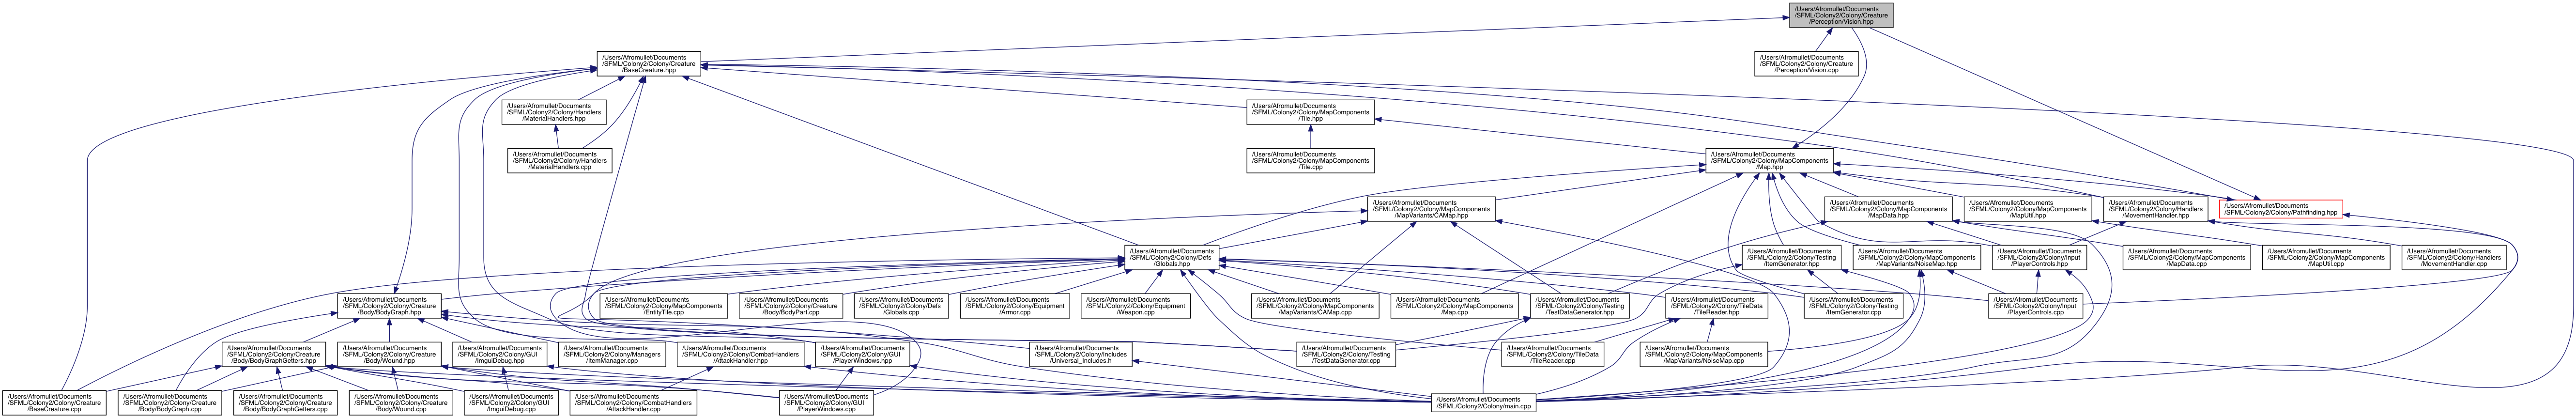 /Users/Afromullet/Documents
/SFML/Colony2/Colony/Creature
/Perception/Vision.hpp
/Users/Afromullet/Documents
/SFML/Colony2/Colony/Creature
/BaseCreature.hpp
/Users/Afromullet/Documents
/SFML/Colony2/Colony/Creature
/Perception/Vision.cpp
/Users/Afromullet/Documents
/SFML/Colony2/Colony/Handlers
/MaterialHandlers.hpp
/Users/Afromullet/Documents
/SFML/Colony2/Colony/MapComponents
/Tile.hpp
/Users/Afromullet/Documents
/SFML/Colony2/Colony/Handlers
/MaterialHandlers.cpp
/Users/Afromullet/Documents
/SFML/Colony2/Colony/MapComponents
/Tile.cpp
/Users/Afromullet/Documents
/SFML/Colony2/Colony/MapComponents
/Map.hpp
/Users/Afromullet/Documents
/SFML/Colony2/Colony/MapComponents
/MapVariants/CAMap.hpp
/Users/Afromullet/Documents
/SFML/Colony2/Colony/MapComponents
/MapData.hpp
/Users/Afromullet/Documents
/SFML/Colony2/Colony/MapComponents
/MapUtil.hpp
/Users/Afromullet/Documents
/SFML/Colony2/Colony/Handlers
/MovementHandler.hpp
/Users/Afromullet/Documents
/SFML/Colony2/Colony/Pathfinding.hpp
/Users/Afromullet/Documents
/SFML/Colony2/Colony/Defs
/Globals.hpp
/Users/Afromullet/Documents
/SFML/Colony2/Colony/Testing
/ItemGenerator.hpp
/Users/Afromullet/Documents
/SFML/Colony2/Colony/MapComponents
/MapVariants/NoiseMap.hpp
/Users/Afromullet/Documents
/SFML/Colony2/Colony/Input
/PlayerControls.hpp
/Users/Afromullet/Documents
/SFML/Colony2/Colony/MapComponents
/MapData.cpp
/Users/Afromullet/Documents
/SFML/Colony2/Colony/MapComponents
/MapUtil.cpp
/Users/Afromullet/Documents
/SFML/Colony2/Colony/Handlers
/MovementHandler.cpp
/Users/Afromullet/Documents
/SFML/Colony2/Colony/Creature
/Body/BodyGraph.hpp
/Users/Afromullet/Documents
/SFML/Colony2/Colony/MapComponents
/EntityTile.cpp
/Users/Afromullet/Documents
/SFML/Colony2/Colony/Creature
/Body/BodyPart.cpp
/Users/Afromullet/Documents
/SFML/Colony2/Colony/Defs
/Globals.cpp
/Users/Afromullet/Documents
/SFML/Colony2/Colony/Equipment
/Armor.cpp
/Users/Afromullet/Documents
/SFML/Colony2/Colony/Equipment
/Weapon.cpp
/Users/Afromullet/Documents
/SFML/Colony2/Colony/MapComponents
/MapVariants/CAMap.cpp
/Users/Afromullet/Documents
/SFML/Colony2/Colony/MapComponents
/Map.cpp
/Users/Afromullet/Documents
/SFML/Colony2/Colony/Testing
/TestDataGenerator.hpp
/Users/Afromullet/Documents
/SFML/Colony2/Colony/TileData
/TileReader.hpp
/Users/Afromullet/Documents
/SFML/Colony2/Colony/Testing
/ItemGenerator.cpp
/Users/Afromullet/Documents
/SFML/Colony2/Colony/Input
/PlayerControls.cpp
/Users/Afromullet/Documents
/SFML/Colony2/Colony/Creature
/Body/BodyGraphGetters.hpp
/Users/Afromullet/Documents
/SFML/Colony2/Colony/Creature
/Body/Wound.hpp
/Users/Afromullet/Documents
/SFML/Colony2/Colony/GUI
/ImguiDebug.hpp
/Users/Afromullet/Documents
/SFML/Colony2/Colony/Managers
/ItemManager.cpp
/Users/Afromullet/Documents
/SFML/Colony2/Colony/CombatHandlers
/AttackHandler.hpp
/Users/Afromullet/Documents
/SFML/Colony2/Colony/GUI
/PlayerWindows.hpp
/Users/Afromullet/Documents
/SFML/Colony2/Colony/Includes
/Universal_Includes.h
/Users/Afromullet/Documents
/SFML/Colony2/Colony/Testing
/TestDataGenerator.cpp
/Users/Afromullet/Documents
/SFML/Colony2/Colony/TileData
/TileReader.cpp
/Users/Afromullet/Documents
/SFML/Colony2/Colony/MapComponents
/MapVariants/NoiseMap.cpp
/Users/Afromullet/Documents
/SFML/Colony2/Colony/Creature
/BaseCreature.cpp
/Users/Afromullet/Documents
/SFML/Colony2/Colony/Creature
/Body/BodyGraph.cpp
/Users/Afromullet/Documents
/SFML/Colony2/Colony/Creature
/Body/BodyGraphGetters.cpp
/Users/Afromullet/Documents
/SFML/Colony2/Colony/Creature
/Body/Wound.cpp
/Users/Afromullet/Documents
/SFML/Colony2/Colony/GUI
/ImguiDebug.cpp
/Users/Afromullet/Documents
/SFML/Colony2/Colony/CombatHandlers
/AttackHandler.cpp
/Users/Afromullet/Documents
/SFML/Colony2/Colony/GUI
/PlayerWindows.cpp
/Users/Afromullet/Documents
/SFML/Colony2/Colony/main.cpp